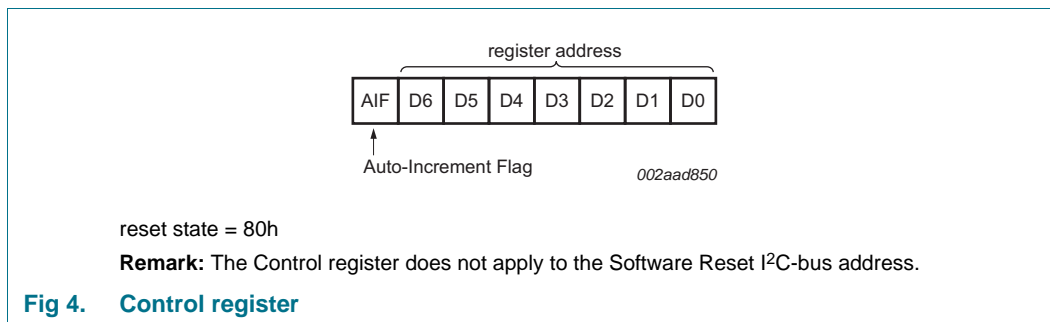 register address
AIF D6 D5 D4 D3 D2 D1 D0
Auto-Increment Flag
002aad850
reset state = 80h
Remark: The Control register does not apply to the Software Reset I2C-bus address.
Fig 4. Control register